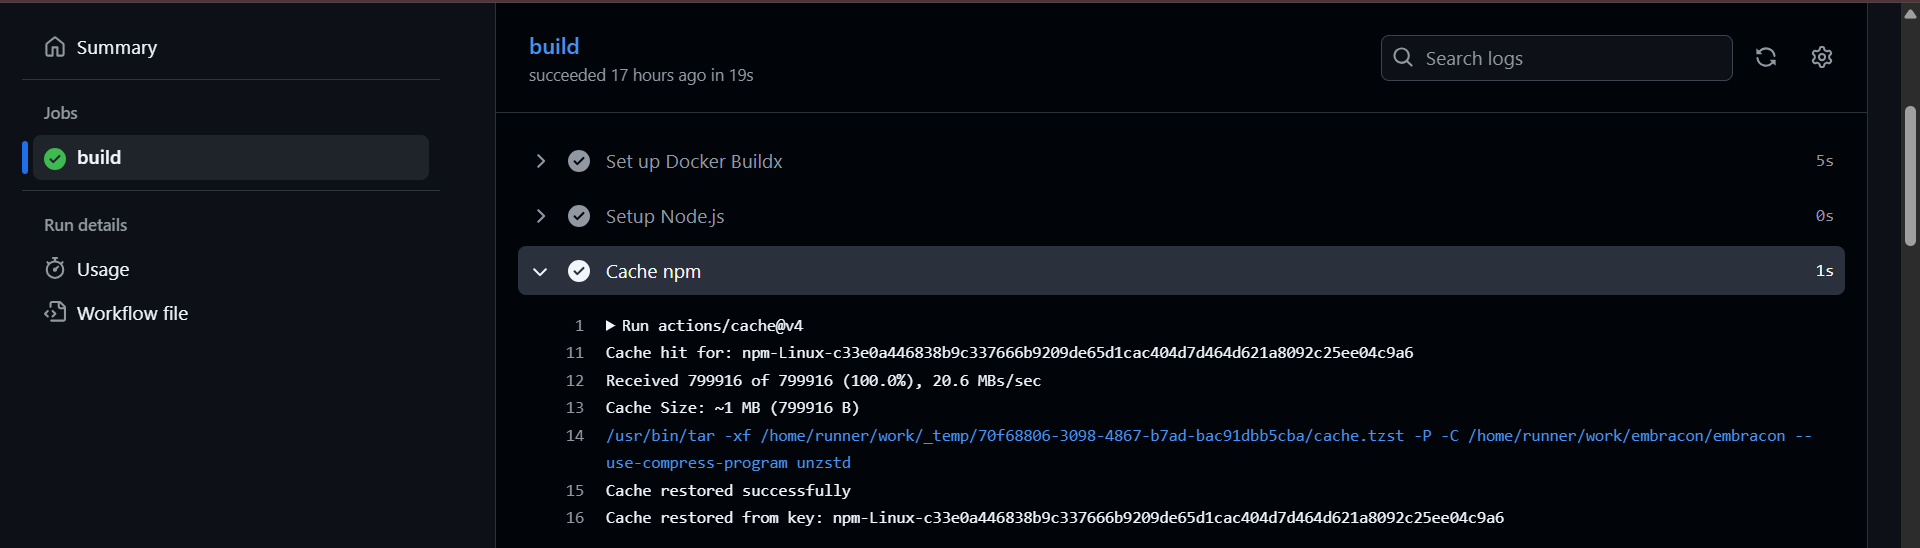 Summary
Jobs
build
Run details
Usage
Workflow file
build
succeeded 17 hours ago in 19s
Search logs
Set up Docker Buildx 5s
Setup Node.js 0s
Cache npm 1s
1 Run actions/cache@v4
11 Cache hit for: npm-Linux-c33e0a446838b9c337666b9209de65d1cac404d7d464d621a8092c25ee04c9a6
12 Received 799916 of 799916 (100.0%), 20.6 MBs/sec
13 Cache Size: ~1 MB (799916 B)
14 /usr/bin/tar -xf /home/runner/work/_temp/70f68806-3098-4867-b7ad-bac91dbb5cba/cache.tzst -P -C /home/runner/work/embracon/embracon --
use-compress-program unzstd
15 Cache restored successfully
16 Cache restored from key: npm-Linux-c33e0a446838b9c337666b9209de65d1cac404d7d464d621a8092c25ee04c9a6